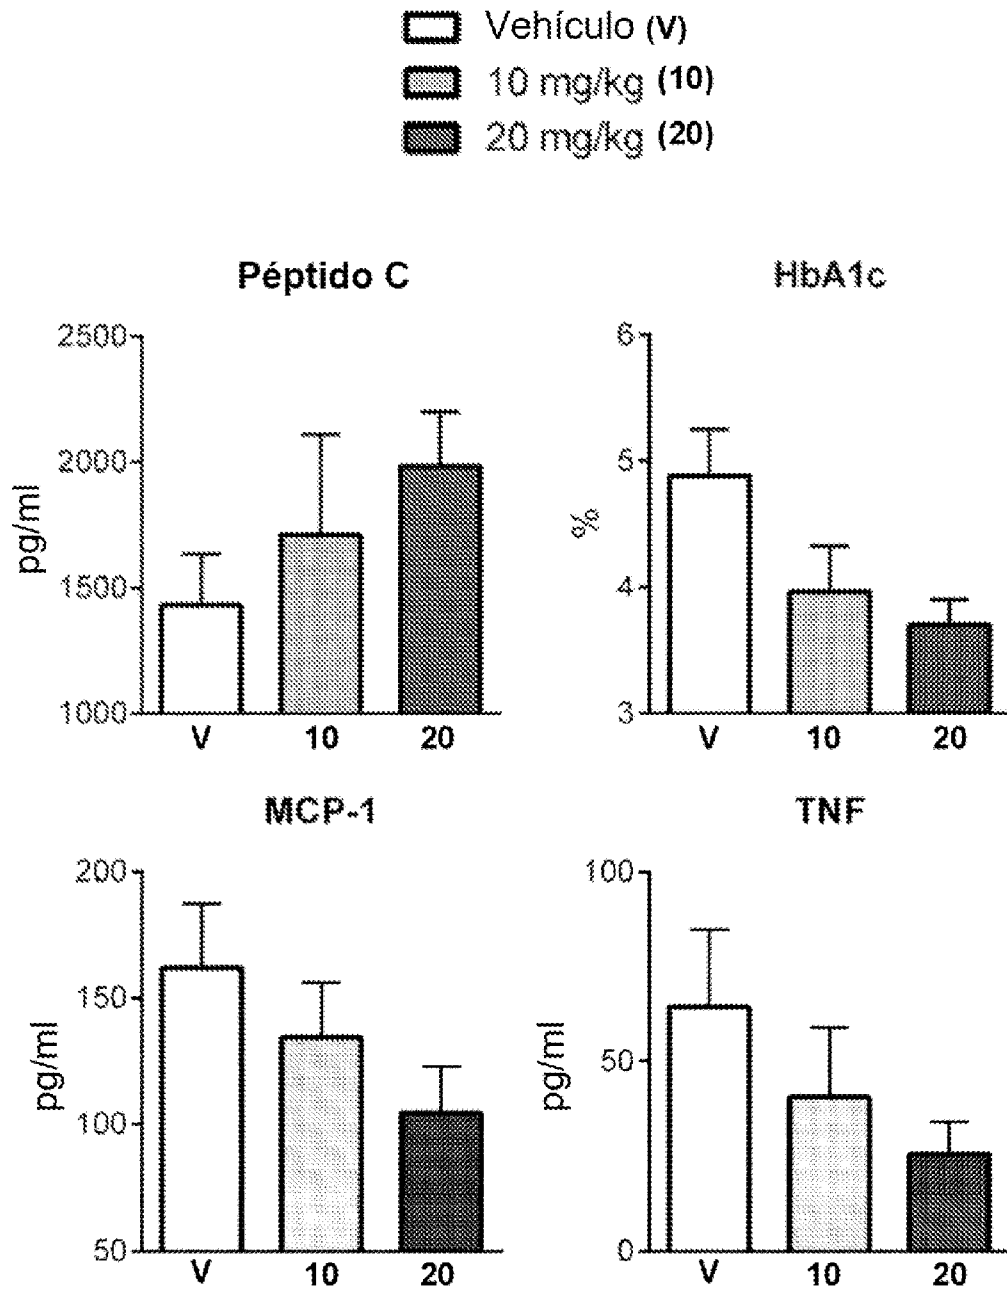 Vehículo (V)
10 mg/kg (10)
20 mg/kg (20)
Péptido C
2500
2000
1500
1000
pg/ml
V 10 20
HbA1c
6
5
4
3
%
V 10 20
MCP-1
200
150
100
50
pg/ml
V 10 20
TNF
100
50
0
pg/ml
V 10 20